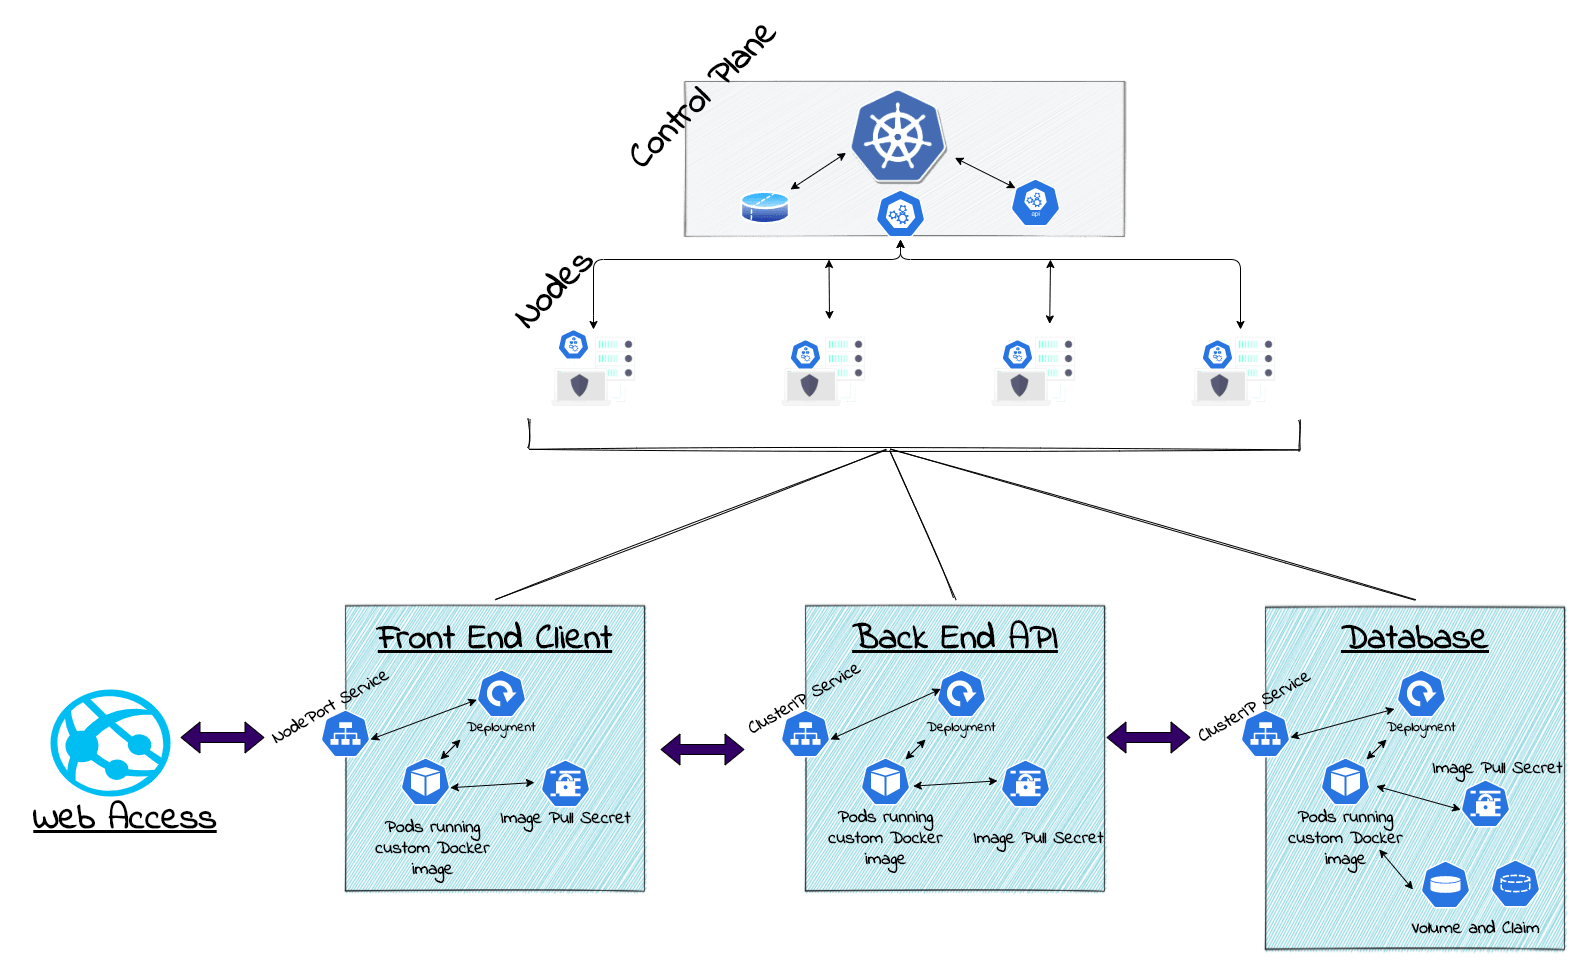 Control Plane
api
Nodes
Front End Client
NodePort Service
Deployment
Pods running
custom Docker
image
Image Pull Secret
Back End API
ClusterIP Service
Deployment
Pods running
custom Docker
image
Image Pull Secret
Database
ClusterIP Service
Deployment
Image Pull Secret
Pods running
custom Docker
image
Volume and Claim
Web Access